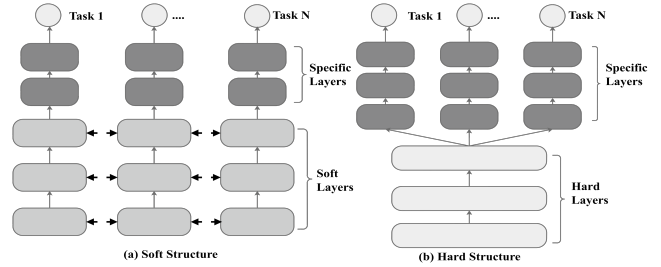 Task 1 .... Task N
Specific
Layers
Soft
Layers
(a) Soft Structure
Task 1 .... Task N
Specific
Layers
Hard
Layers
(b) Hard Structure